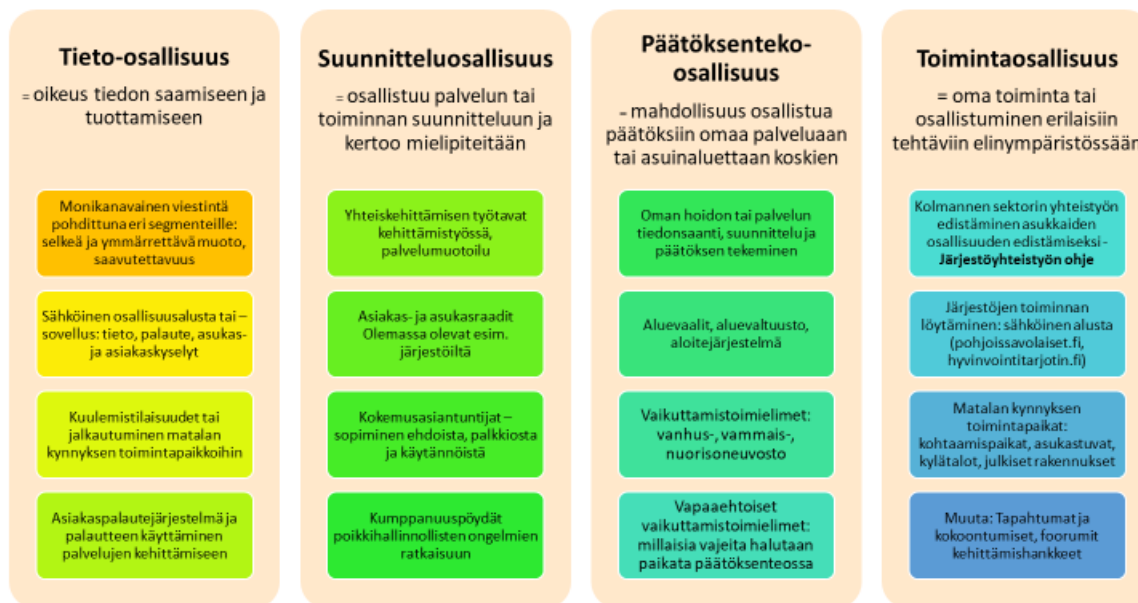 Tieto-osallisuus
= oikeus tiedon saamiseen ja
tuottamiseen
Monikanavainen viestintä
pohdittuna eri segmenteille:
selkeä ja ymmärrettävä muoto,
saavutettavuus
Sähköinen osallisuusalusta tai –
sovellus: tieto, palaute, asukas-
ja asiakaskyselyt
Kuulemistilaisuudet tai
jalkautuminen matalan
kynnyksen toimintapaikkoihin
Asiakaspalautejärjestelmä ja
palautteen käyttäminen
palvelujen kehittämiseen
Suunnitteluosallisuus
= osallistuu palvelun tai
toiminnan suunnitteluun ja
kertoo mielipiteitään
Yhteiskehittämisen työtavat
kehittämistyössä,
palvelumuotoilu
Asiakas- ja asukasraadit
Olemassa olevat esim.
järjestöiltä
Kokemusasiantuntijat –
sopiminen ehdoista, palkkiosta
ja käytännöistä
Kumppanuuspöydät
poikkihallinnollisten ongelmien
ratkaisuun
Päätöksenteko-
osallisuus
= mahdollisuus osallistua
päätöksiin omaa palveluaan
tai asuinaluettaan koskien
Oman hoidon tai palvelun
tiedonsaanti, suunnittelu ja
päätöksen tekeminen
Aluevaalit, aluevaltuusto,
aloitejärjestelmä
Vaikuttamistoimielimet:
vanhus-, vammais-,
nuorisoneuvosto
Vapaaehtoiset
vaikuttamistoimielimet:
millaisia vajeita halutaan
paikata päätöksenteossa
Toimintaosallisuus
= oma toiminta tai
osallistuminen erilaisiin
tehtäviin elinympäristössään
Kolmannen sektorin yhteistyön
edistäminen asukkaiden
osallisuuden edistämiseksi -
Järjestöyhteistyön ohje
Järjestöjen toiminnan
löytäminen: sähköinen alusta
(pohjoissavolaiset.fi,
hyvinvointitarjotin.fi)
Matalan kynnyksen
toimintapaikat:
kohtaamispaikat, asukastuvat,
kylätalot, julkiset rakennukset
Muuta: Tapahtumat ja
kokoontumiset, foorumit
kehittämishankkeet